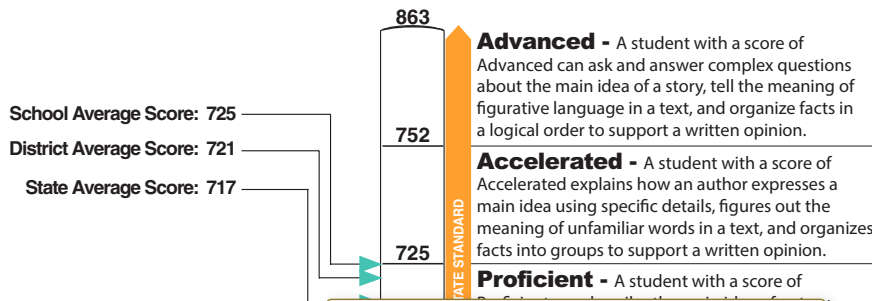 863
Advanced - A student with a score of
Advanced can ask and answer complex questions
about the main idea of a story, tell the meaning of
figurative language in a text, and organize facts in
a logical order to support a written opinion.
School Average Score: 725
District Average Score: 721
State Average Score: 717
752
Accelerated - A student with a score of
Accelerated explains how an author expresses a
main idea using specific details, figures out the
meaning of unfamiliar words in a text, and organizes
facts into groups to support a written opinion.
725
STANDARD
Proficient - A student with a score of